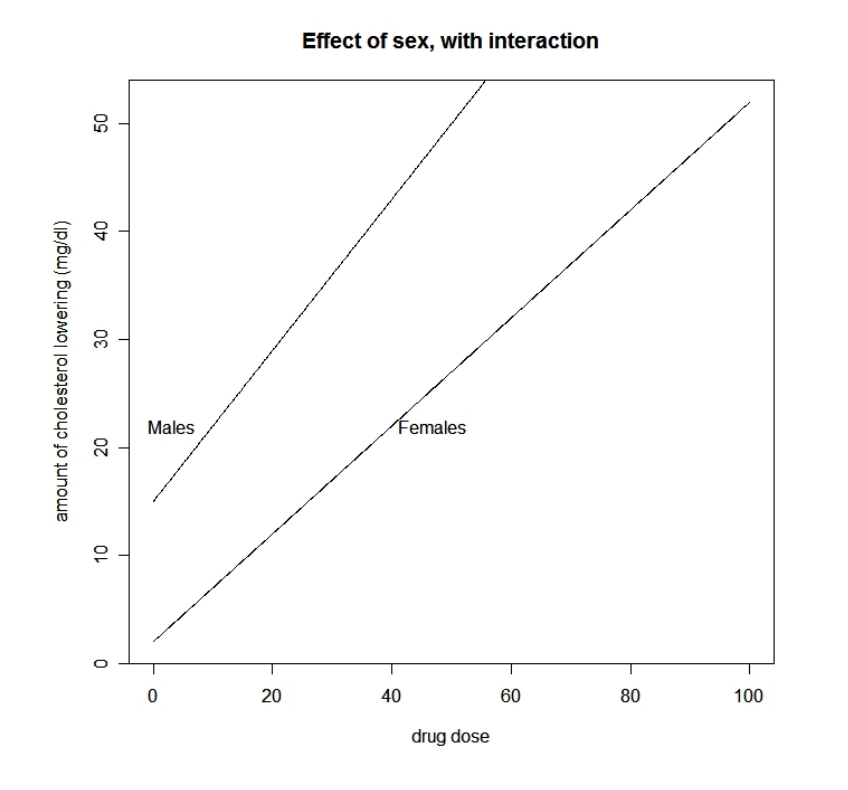 Effect of sex, with interaction
amount of cholesterol lowering (mg/dl)
50
40
30
20
10
0
Males
Females
0 20 40 60 80 100
drug dose